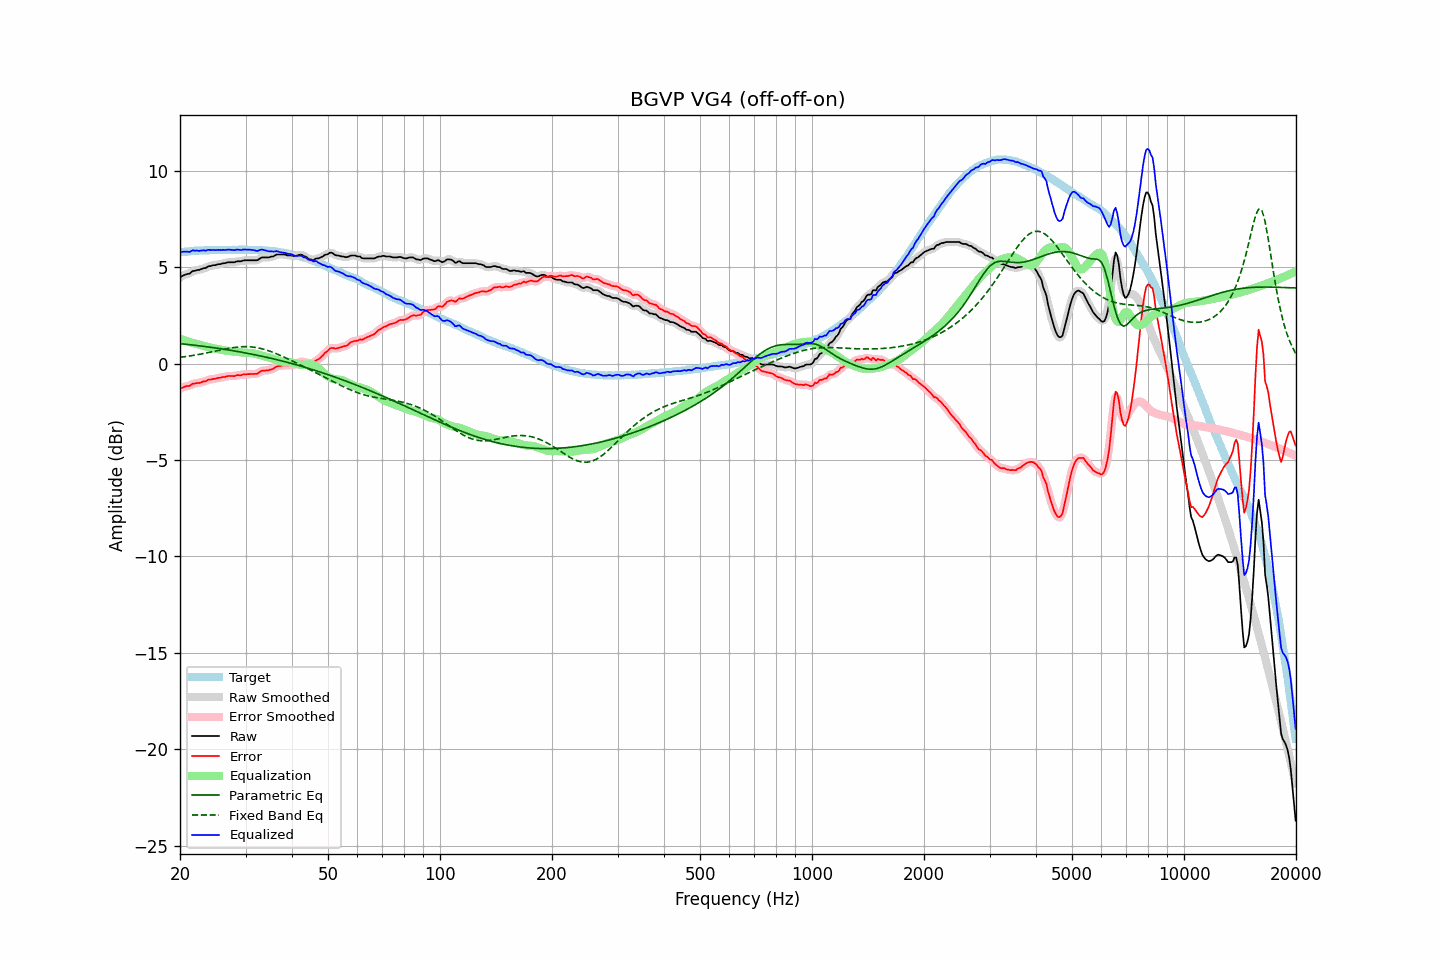 BGVP VG4 (off-off-on)
Amplitude (dBr)
10
5
0
−5
−10
−15
−20
−25
Target
Raw Smoothed
Error Smoothed
Raw
Error
Equalization
Parametric Eq
Fixed Band Eq
Equalized
20 50 100 200 500 1000 2000 5000 10000 20000
Frequency (Hz)